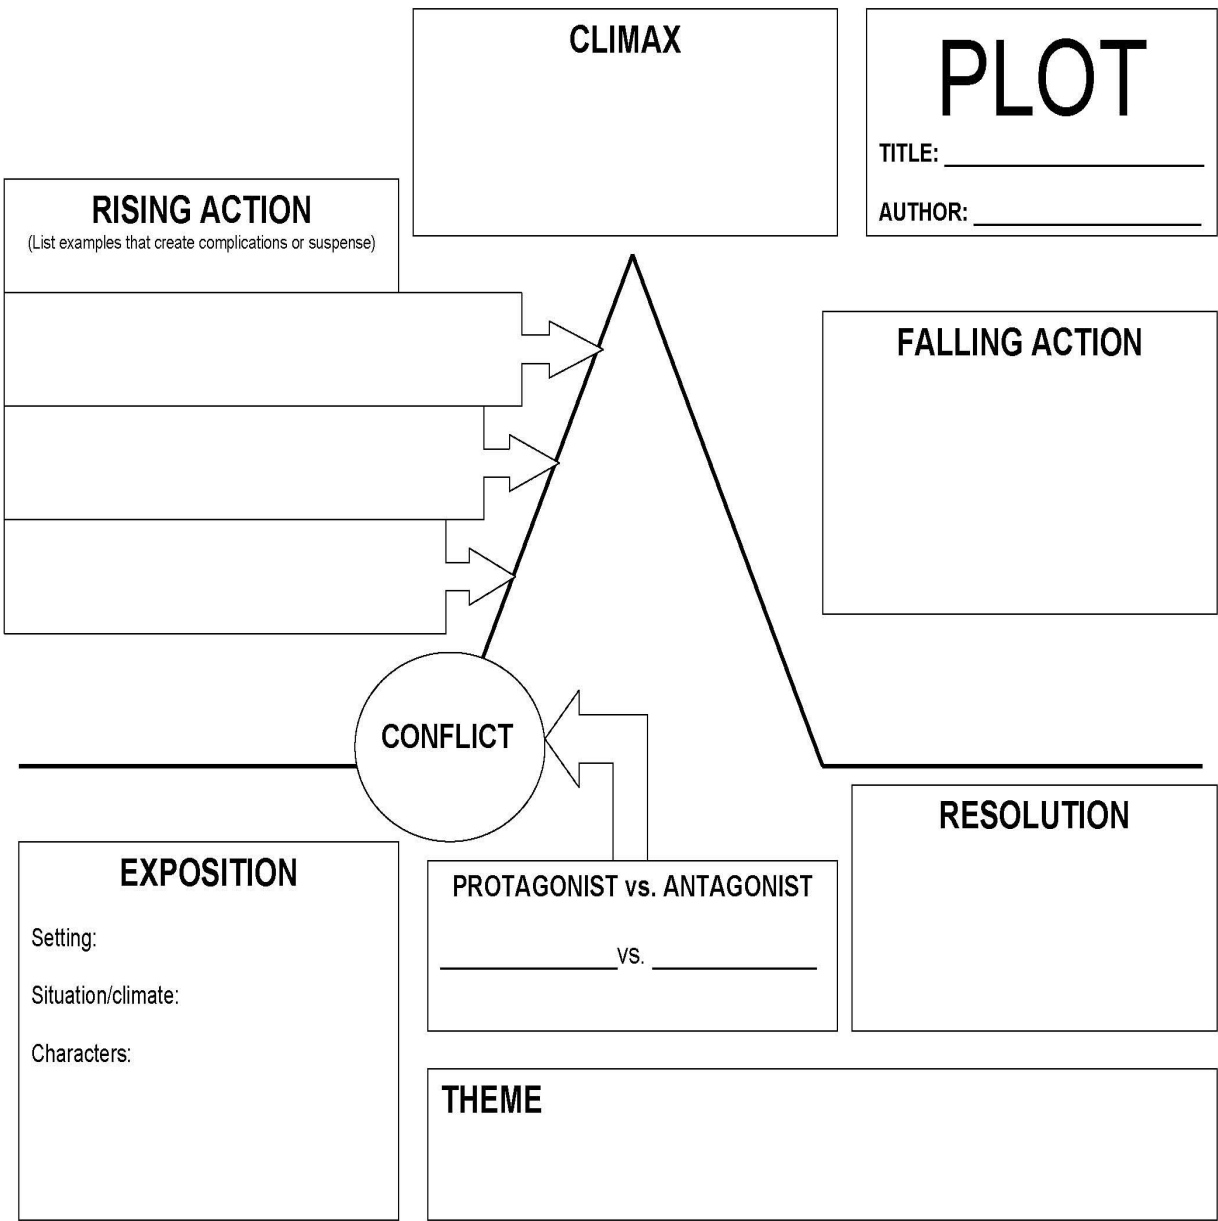 CLIMAX
PLOT
TITLE:
AUTHOR:
RISING ACTION
(List examples that create complications or suspense)
FALLING ACTION
CONFLICT
RESOLUTION
EXPOSITION
Setting:
Situation/climate:
Characters:
PROTAGONIST vs. ANTAGONIST
vs.
THEME